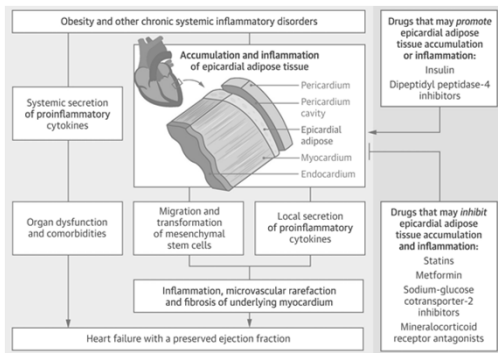 Obesity and other chronic systemic inflammatory disorders
Systemic secretion
of proinflammatory
cytokines
Organ dysfunction
and comorbidities
Accumulation and inflammation
of epicardial adipose tissue
Pericardium
Pericardium
cavity
Epicardial
adipose
Myocardium
Endocardium
Migration and
transformation
of mesenchymal
stem cells
Local secretion
of proinflammatory
cytokines
Inflammation, microvascular rarefaction
and fibrosis of underlying myocardium
Heart failure with a preserved ejection fraction
Drugs that may promote
epicardial adipose
tissue accumulation
or inflammation:
Insulin
Dipeptidyl peptidase-4
inhibitors
Drugs that may inhibit
epicardial adipose
tissue accumulation
and inflammation:
Statins
Metformin
Sodium-glucose
cotransporter-2
inhibitors
Mineralocorticoid
receptor antagonists